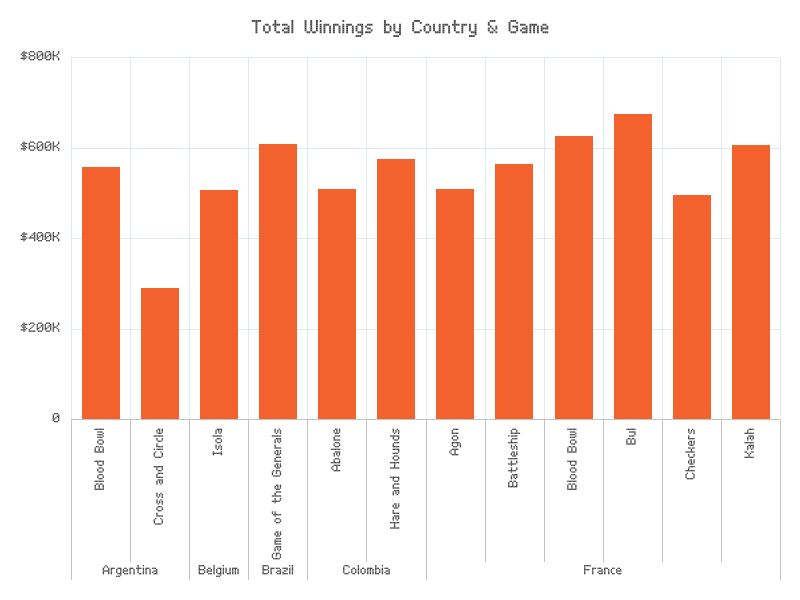 Total Winnings by Country & Game
$800K
$600K
$400K
$200K
0
Blood Bowl
Cross and Circle
Isola
Game of the Generals
Abalone
Hare and Hounds
Agon
Battleship
Blood Bowl
Bul
Checkers
Kalah
Argentina
Belgium
Brazil
Colombia
France